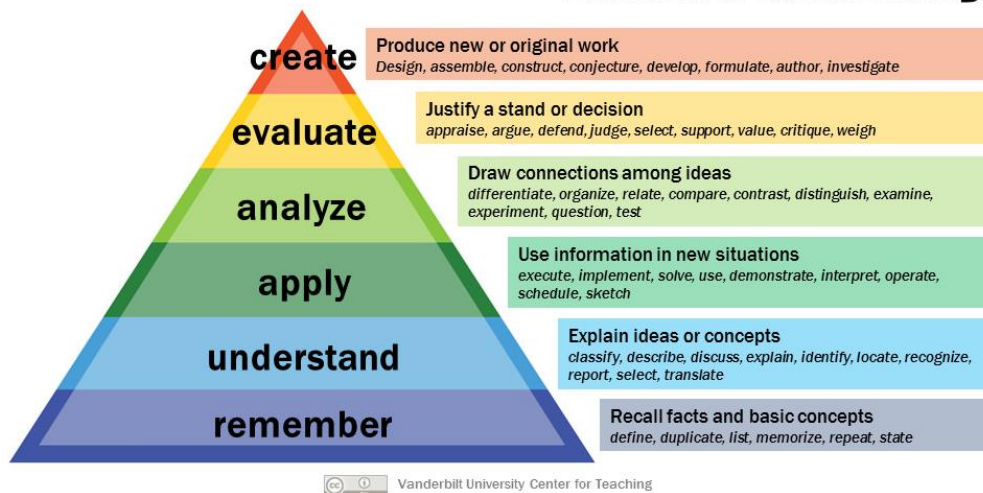 create
Produce new or original work
Design, assemble, construct, conjecture, develop, formulate, author, investigate
evaluate
Justify a stand or decision
appraise, argue, defend, judge, select, support, value, critique, weigh
analyze
Draw connections among ideas
differentiate, organize, relate, compare, contrast, distinguish, examine,
experiment, question, test
apply
Use information in new situations
execute, implement, solve, use, demonstrate, interpret, operate,
schedule, sketch
understand
Explain ideas or concepts
classify, describe, discuss, explain, identify, locate, recognize,
report, select, translate
remember
Recall facts and basic concepts
define, duplicate, list, memorize, repeat, state
cc Vanderbilt University Center for Teaching